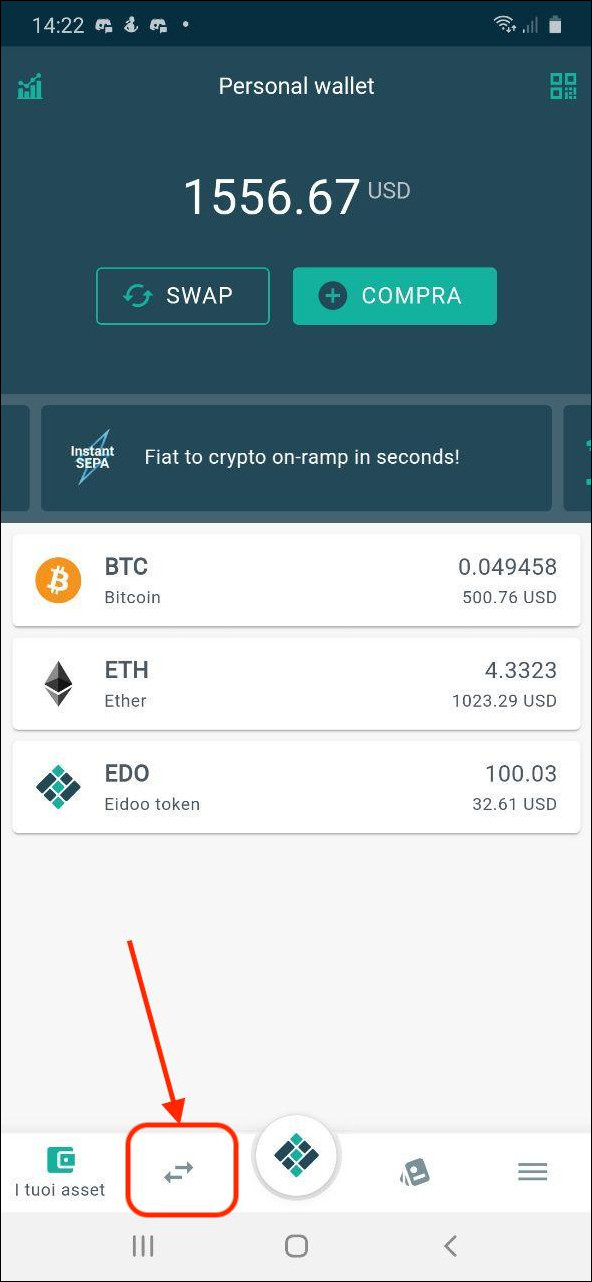 14:22
Personal wallet
1556.67 USD
SWAP
COMPRA
Instant
SEPA
Fiat to crypto on-ramp in seconds!
BTC
0.049458
Bitcoin
500.76 USD
ETH
4.3323
Ether
1023.29 USD
EDO
100.03
Eidoo token
32.61 USD
I tuoi asset